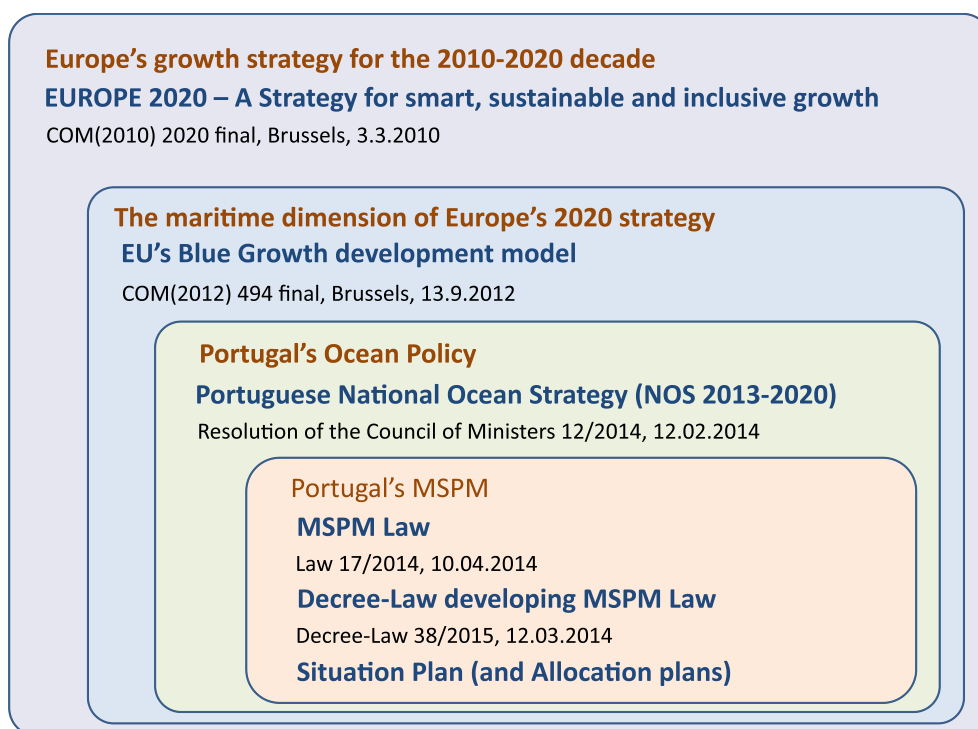 Europe’s growth strategy for the 2010-2020 decade
EUROPE 2020 – A Strategy for smart, sustainable and inclusive growth
COM(2010) 2020 final, Brussels, 3.3.2010
The maritime dimension of Europe’s 2020 strategy
EU’s Blue Growth development model
COM(2012) 494 final, Brussels, 13.9.2012
Portugal’s Ocean Policy
Portuguese National Ocean Strategy (NOS 2013-2020)
Resolution of the Council of Ministers 12/2014, 12.02.2014
Portugal’s MSPM
MSPM Law
Law 17/2014, 10.04.2014
Decree-Law developing MSPM Law
Decree-Law 38/2015, 12.03.2014
Situation Plan (and Allocation plans)